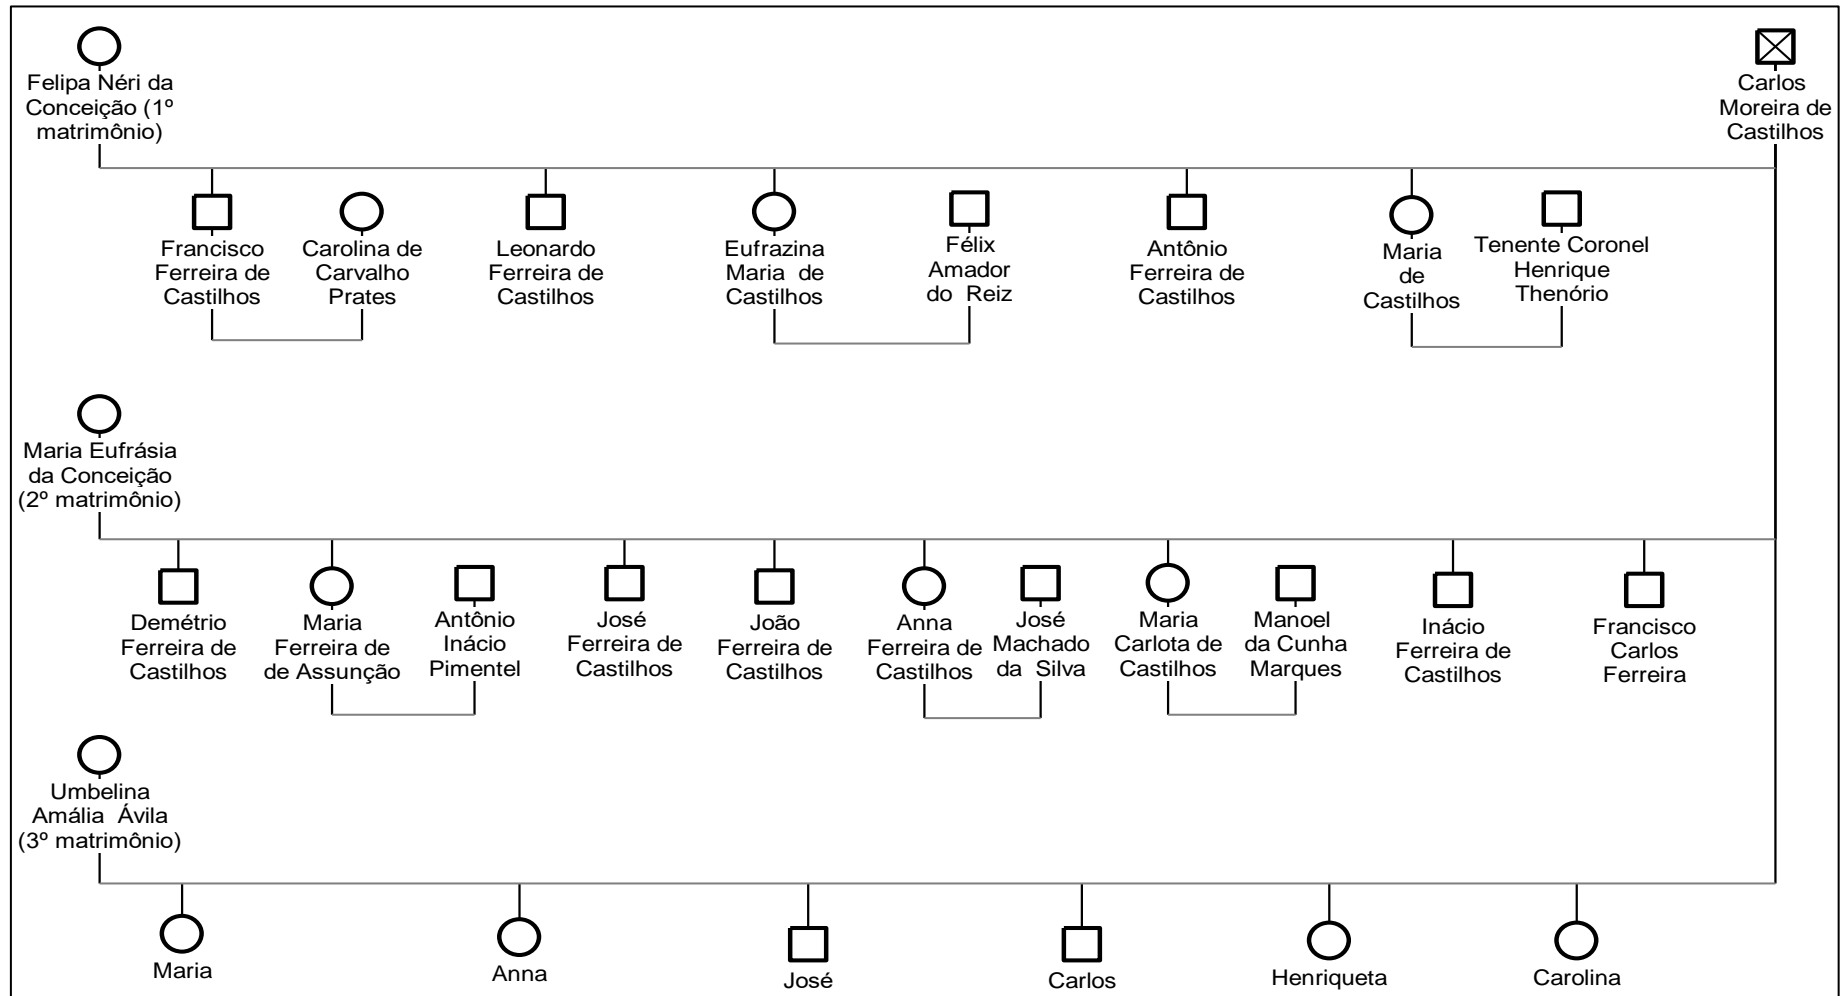 Felipa Néri da
Conceição (1º
matrimônio)
Carlos
Moreira de
Castilhos
Francisco
Ferreira de
Castilhos
Carolina de
Carvalho
Prates
Leonardo
Ferreira de
Castilhos
Eufrazina
Maria de
Castilhos
Félix
Amador
do Reiz
Antônio
Ferreira de
Castilhos
Maria
de
Castilhos
Tenente Coronel
Henrique
Thenório
Maria Eufrásia
da Conceição
(2º matrimônio)
Demétrio
Ferreira de
Castilhos
Maria
Ferreira de
de Assunção
Antônio
Inácio
Pimentel
José
Ferreira de
Castilhos
João
Ferreira de
Castilhos
Anna
Ferreira de
Castilhos
José
Machado
da Silva
Maria
Carlota de
Castilhos
Manoel
da Cunha
Marques
Inácio
Ferreira de
Castilhos
Francisco
Carlos
Ferreira
Umbelina
Amália Ávila
(3º matrimônio)
Maria
Anna
José
Carlos
Henriqueta
Carolina